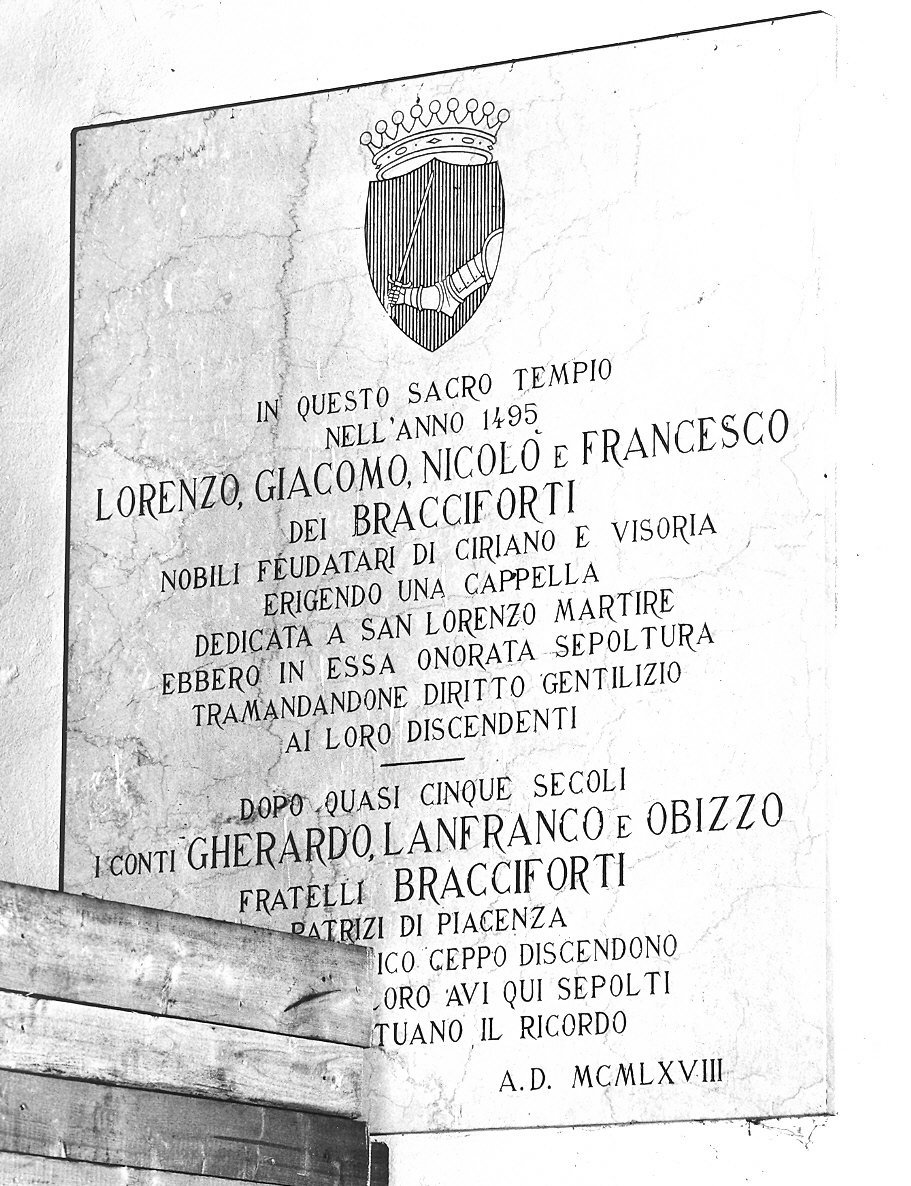 IN QUESTO SACRO TEMPIO
NELL'ANNO 1495
LORENZO, GIACOMO, NICOLÒ E FRANCESCO
DEI BRACCIFORTI
NOBILI FEUDATARI DI CIRIANO E VISORIA
ERIGENDO UNA CAPPELLA
DEDICATA A SAN LORENZO MARTIRE
EBBERO IN ESSA ONORATA SEPOLTURA
TRAMANDANDONE DIRITTO GENTILIZIO
AI LORO DISCENDENTI
DOPO QUASI CINQUE SECOLI
I CONTI GHERARDO, LANFRANCO E OBIZZO
FRATELLI BRACCIFORTI
PATRIZI DI PIACENZA
CEPPO DISCENDONO
LORO AVI QUI SEPOLTI
IL RICORDO
A.D. MCMLXVIII